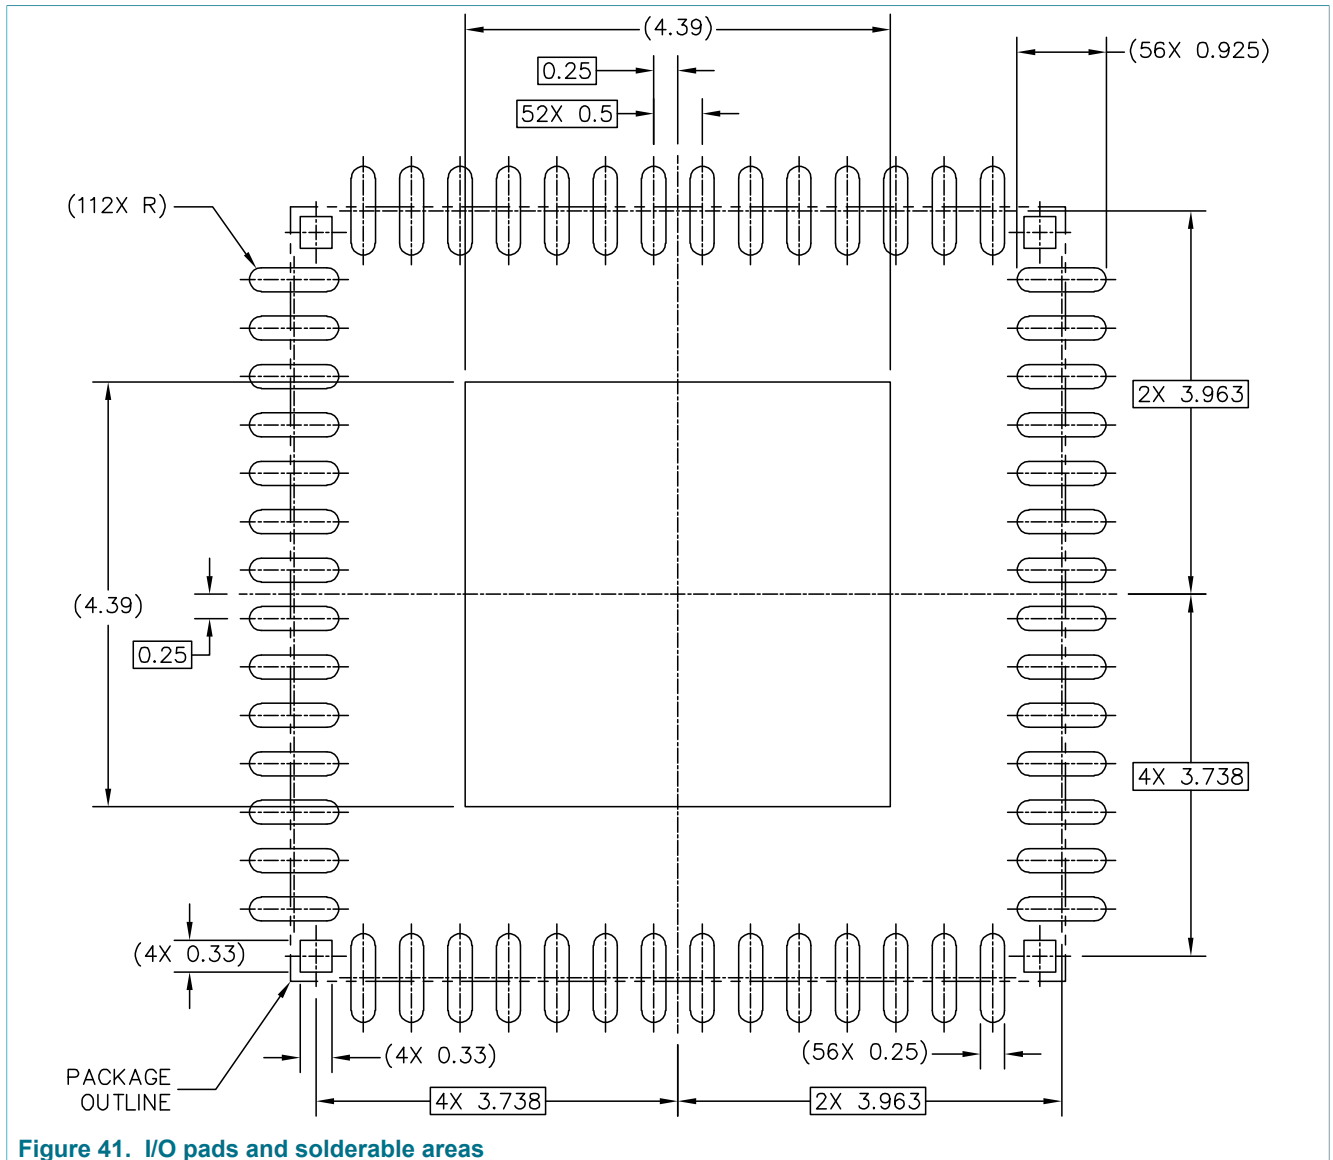 (4.39)
0.25
(56X 0.925)
52X 0.5
(112X R)
2X 3.963
(4.39)
0.25
4X 3.738
(4X 0.33)
(4X 0.33)
(56X 0.25)
PACKAGE
OUTLINE
4X 3.738
2X 3.963
Figure 41. I/O pads and solderable areas